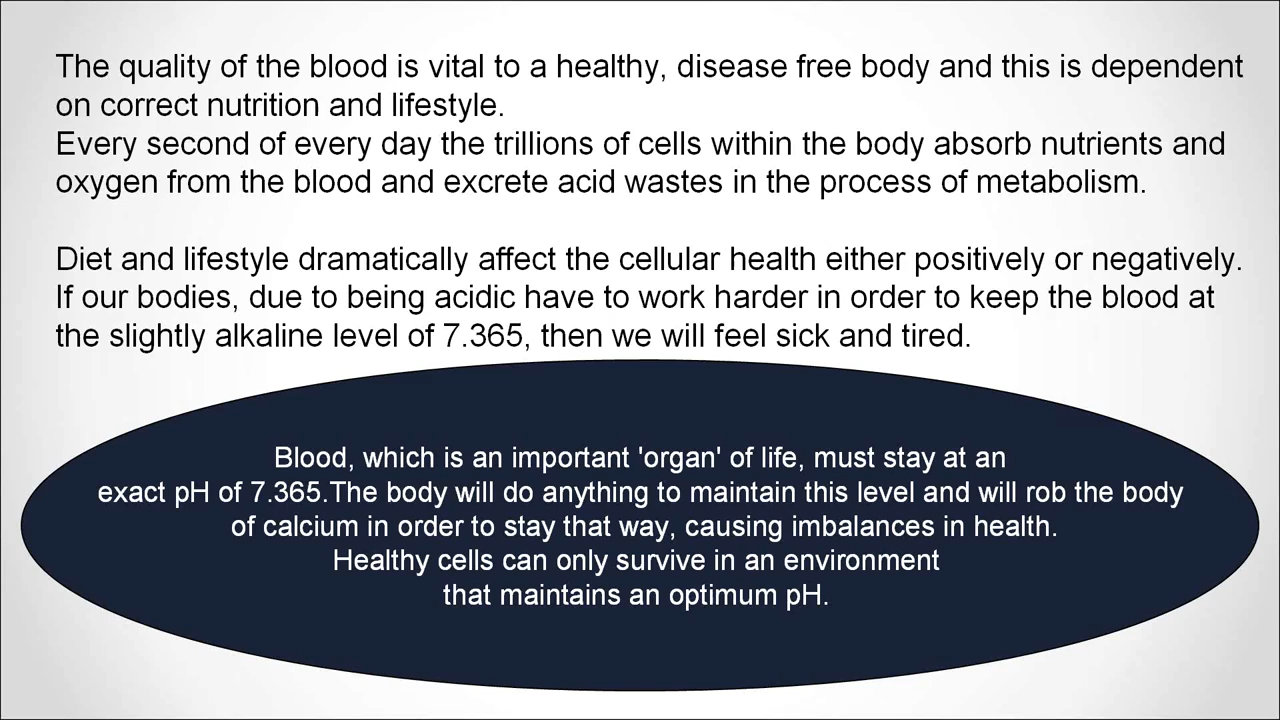 The quality of the blood is vital to a healthy, disease free body and this is dependent
on correct nutrition and lifestyle.
Every second of every day the trillions of cells within the body absorb nutrients and
oxygen from the blood and excrete acid wastes in the process of metabolism.
Diet and lifestyle dramatically affect the cellular health either positively or negatively.
If our bodies, due to being acidic have to work harder in order to keep the blood at
the slightly alkaline level of 7.365, then we will feel sick and tired.
Blood, which is an important 'organ' of life, must stay at an
exact pH of 7.365.The body will do anything to maintain this level and will rob the body
of calcium in order to stay that way, causing imbalances in health.
Healthy cells can only survive in an environment
that maintains an optimum pH.